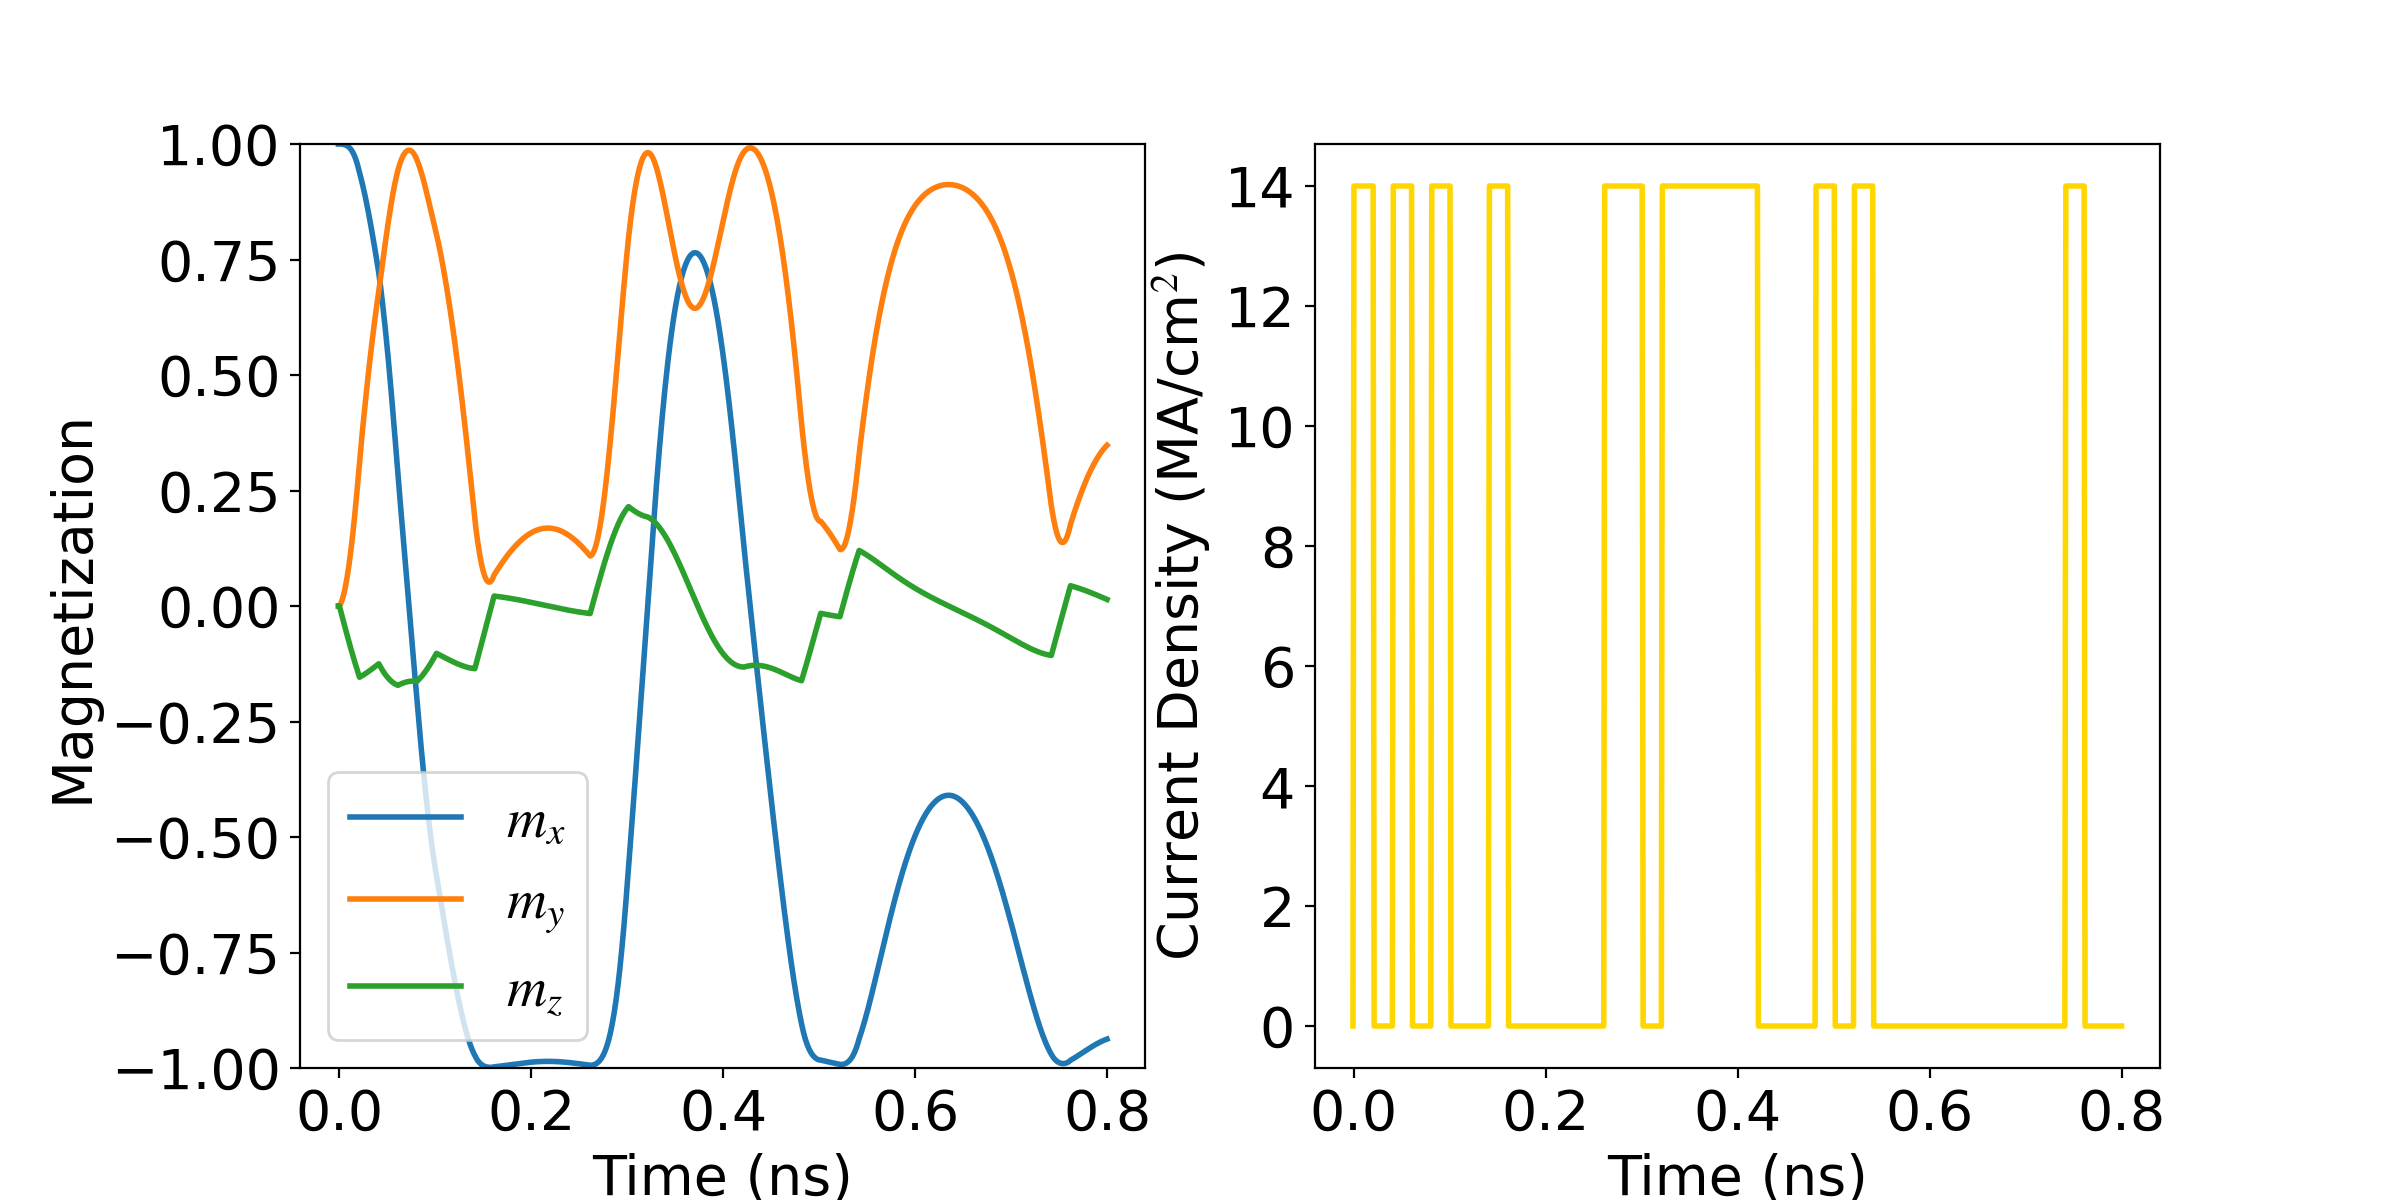 Magnetization
1.00
0.75
0.50
0.25
0.00
−0.25
−0.50
−0.75
−1.00
m_x
m_y
m_z
0.0 0.2 0.4 0.6 0.8
Time (ns)
Current Density (MA/cm²)
14
12
10
8
6
4
2
0
0.0 0.2 0.4 0.6 0.8
Time (ns)